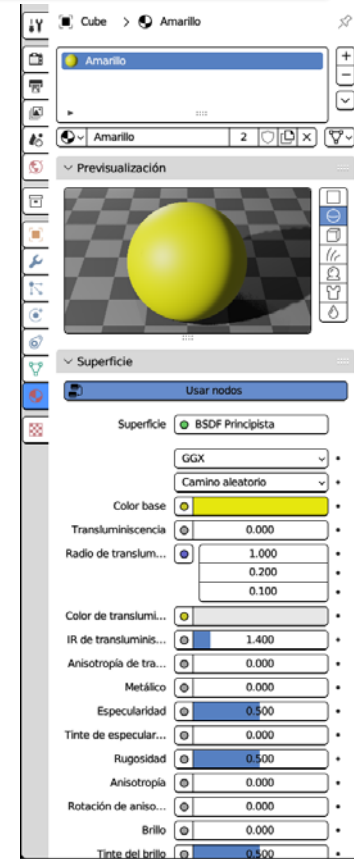 Cube > Amarillo
Amarillo
Amarillo 2
Previsualización
Superficie
Usar nodos
Superficie BSDF Principista
GGX
Camino aleatorio
Color base
Transluminiscencia 0.000
Radio de translum... 1.000
0.200
0.100
Color de translumi...
IR de transluminis... 1.400
Anisotropía de tra... 0.000
Metálico 0.000
Especularidad 0.500
Tinte de especular... 0.000
Rugosidad 0.500
Anisotropía 0.000
Rotación de aniso... 0.000
Brillo 0.000
Tinte del brillo 0.500